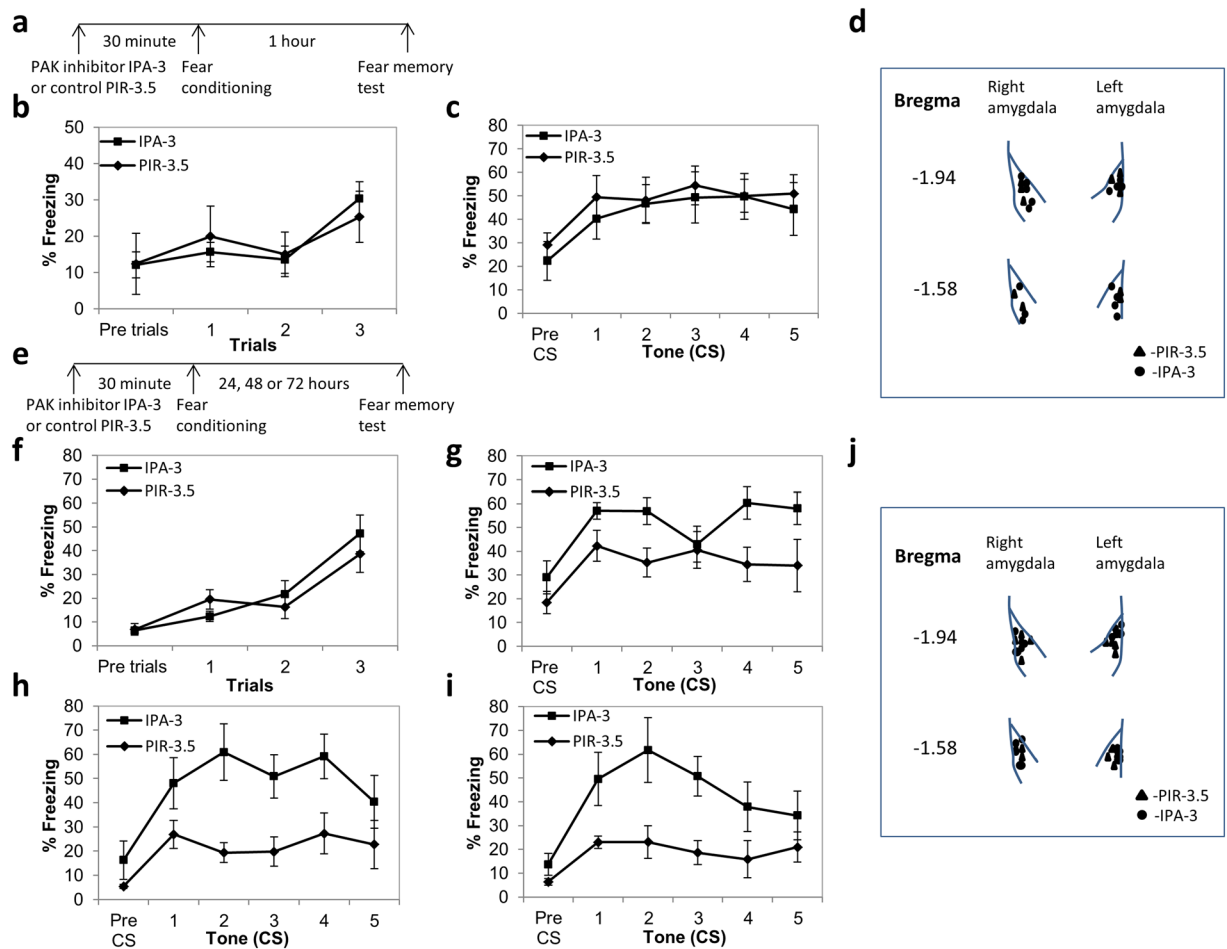 a
30 minute
1 hour
PAK inhibitor IPA-3
or control PIR-3.5
Fear
conditioning
Fear memory
test
b
50
40
30
20
10
0
% Freezing
IPA-3
PIR-3.5
Pre trials
1
2
3
Trials
c
80
70
60
50
40
30
20
10
0
% Freezing
IPA-3
PIR-3.5
Pre
CS
1
2
3
4
5
Tone (CS)
d
Bregma
Right
amygdala
Left
amygdala
-1.94
-1.58
-PIR-3.5
-IPA-3
e
30 minute
24, 48 or 72 hours
PAK inhibitor IPA-3
or control PIR-3.5
Fear
conditioning
Fear memory
test
f
80
70
60
50
40
30
20
10
0
% Freezing
IPA-3
PIR-3.5
Pre trials
1
2
3
Trials
g
80
70
60
50
40
30
20
10
0
% Freezing
IPA-3
PIR-3.5
Pre
CS
1
2
3
4
5
Tone (CS)
h
80
70
60
50
40
30
20
10
0
% Freezing
IPA-3
PIR-3.5
Pre
CS
1
2
3
4
5
Tone (CS)
i
80
70
60
50
40
30
20
10
0
% Freezing
IPA-3
PIR-3.5
Pre
CS
1
2
3
4
5
Tone (CS)
j
Bregma
Right
amygdala
Left
amygdala
-1.94
-1.58
-PIR-3.5
-IPA-3